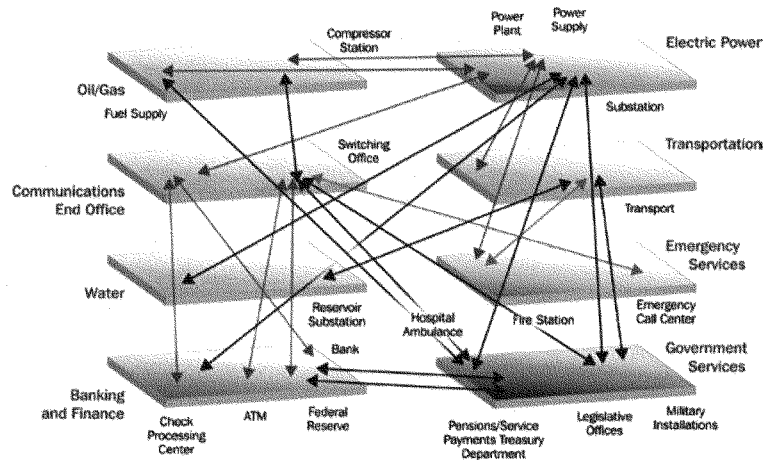 Compressor
Station
Power
Plant
Power
Supply
Electric Power
Oil/Gas
Fuel Supply
Substation
Switching
Office
Transportation
Communications
End Office
Transport
Emergency
Services
Water
Reservoir
Substation
Hospital
Ambulance
Fire Station
Emergency
Call Center
Bank
Government
Services
Banking
and Finance
Check
Processing
Center
ATM
Federal
Reserve
Pensions/Service
Payments Treasury
Department
Legislative
Offices
Military
Installations